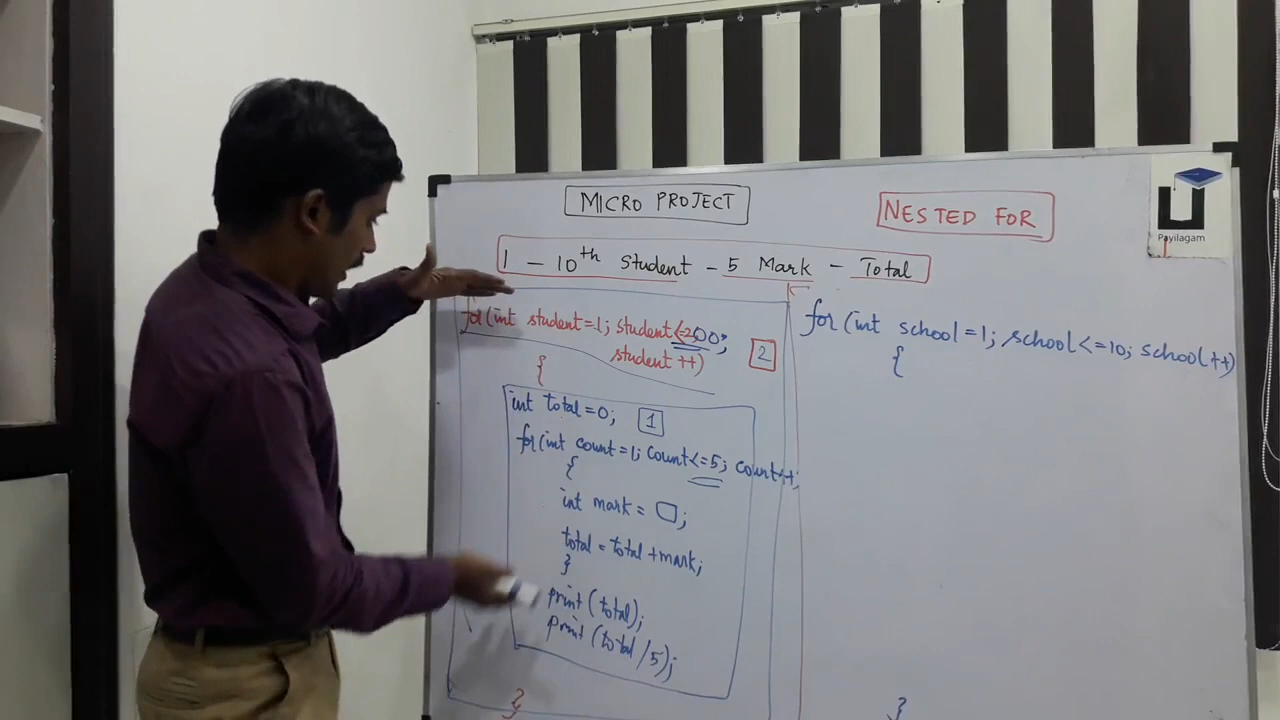 MICRO PROJECT
NESTED FOR
Payilagam
1 - 10th Student - 5 Mark - Total
for(int student=1; student<=200;
student ++)
2
{
int total=0;
1
for(int count=1; count<=5; count++;
{
int mark = ;
total = total+mark;
}
print (total);
print (total/5);
}
for(int school=1; school<=10; school++)
{
}